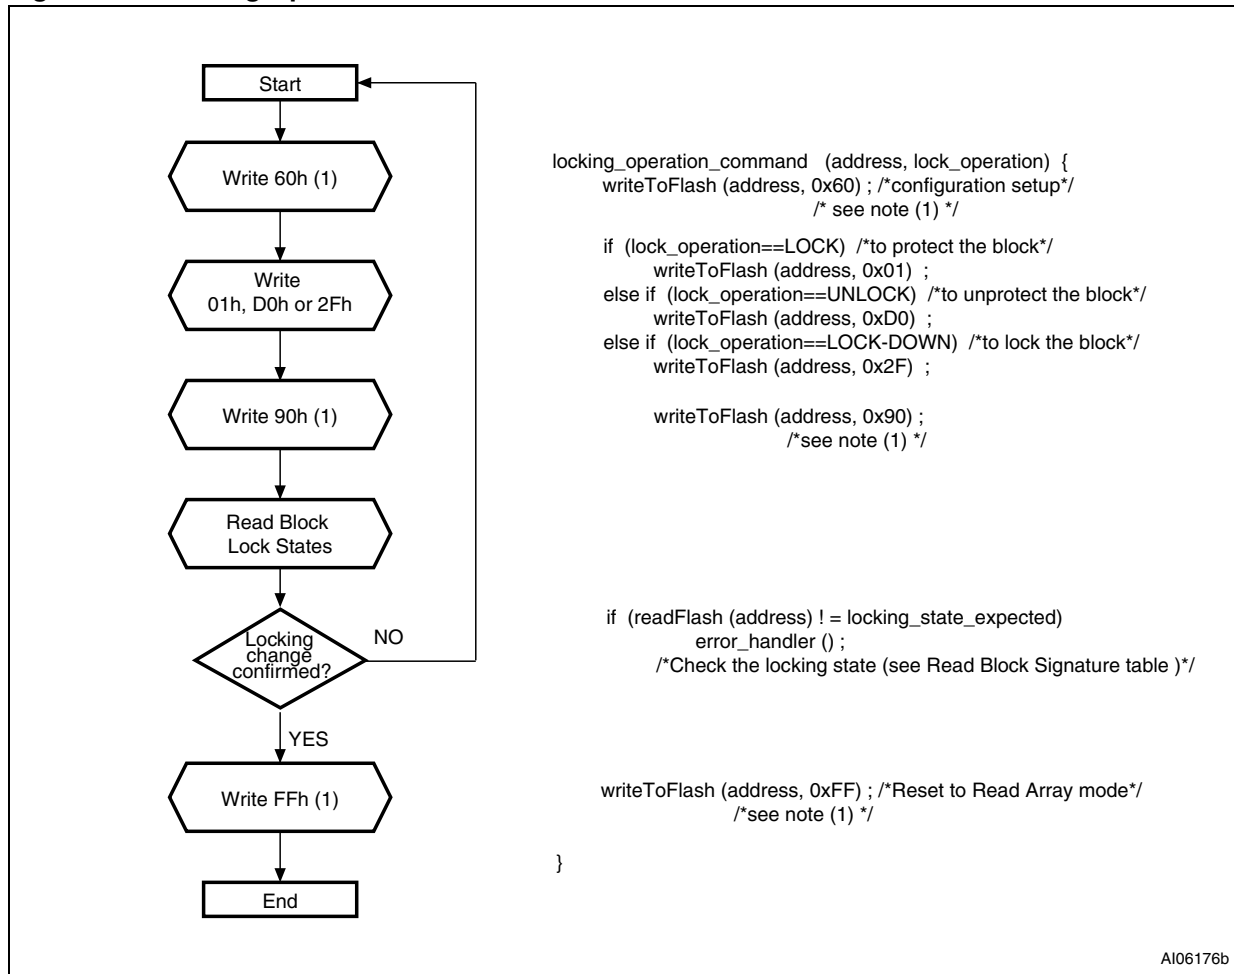 Start
Write 60h (1)
Write
01h, D0h or 2Fh
Write 90h (1)
Read Block
Lock States
Locking
change
confirmed?
NO
YES
Write FFh (1)
End
locking_operation_command (address, lock_operation) {
writeToFlash (address, 0x60) ; /*configuration setup*/
/* see note (1) */
if (lock_operation==LOCK) /*to protect the block*/
writeToFlash (address, 0x01) ;
else if (lock_operation==UNLOCK) /*to unprotect the block*/
writeToFlash (address, 0xD0) ;
else if (lock_operation==LOCK-DOWN) /*to lock the block*/
writeToFlash (address, 0x2F) ;
writeToFlash (address, 0x90) ;
/*see note (1) */
if (readFlash (address) ! = locking_state_expected)
error_handler () ;
/*Check the locking state (see Read Block Signature table )*/
writeToFlash (address, 0xFF) ; /*Reset to Read Array mode*/
/*see note (1) */
}
AI06176b